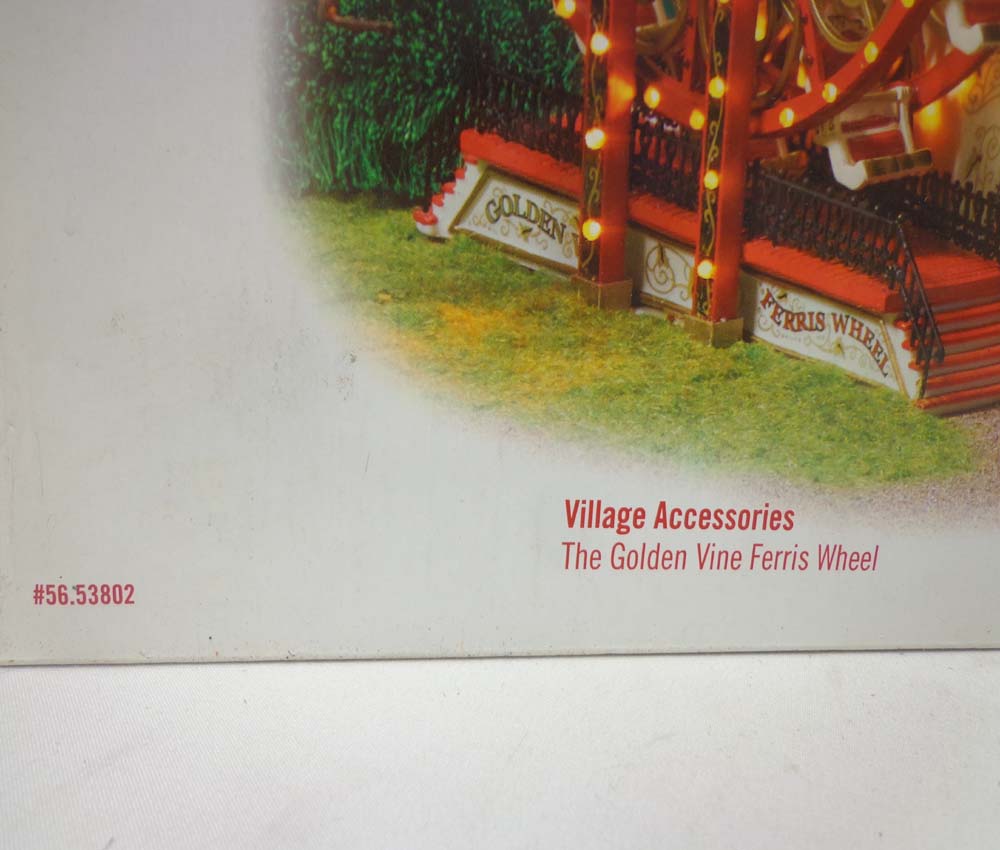 GOLDEN
FERRIS WHEEL
Village Accessories
The Golden Vine Ferris Wheel
#56.53802